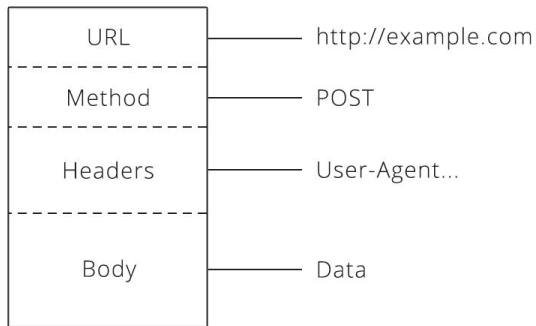 URL http://example.com
Method POST
Headers User-Agent...
Body Data